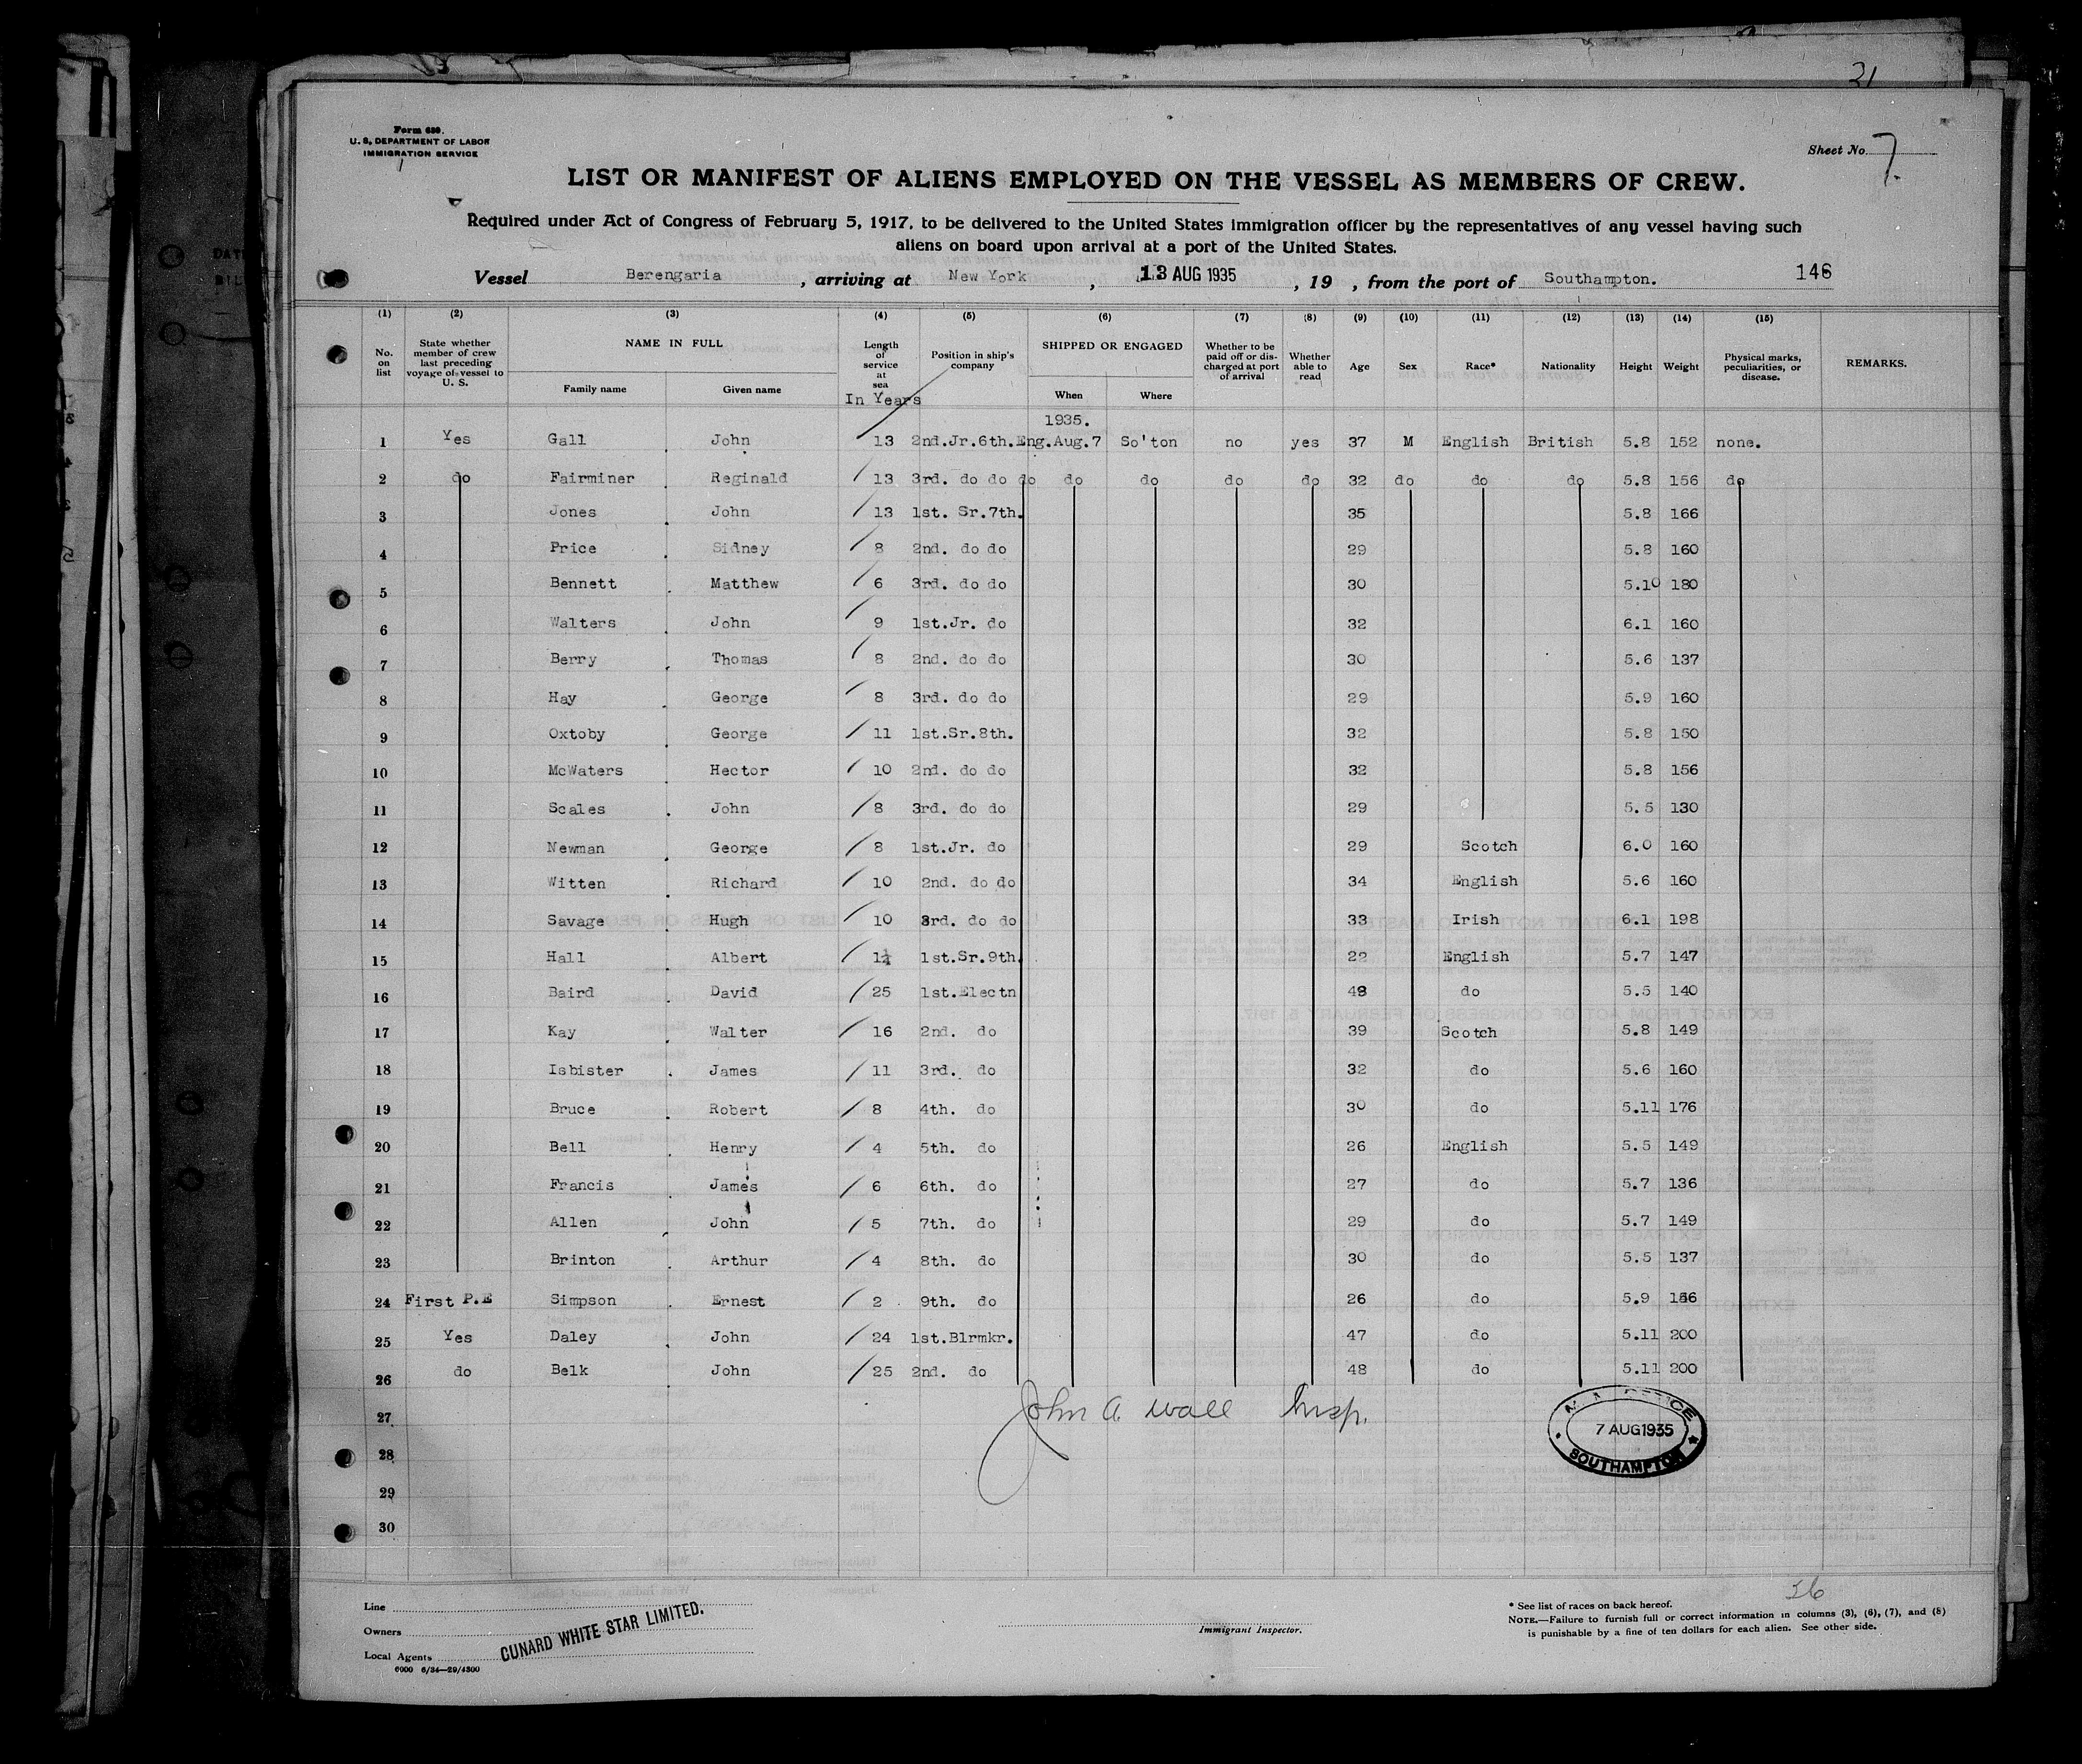 31
Form 680.
U. S. DEPARTMENT OF LABOR
IMMIGRATION SERVICE
Sheet No. 7.
LIST OR MANIFEST OF ALIENS EMPLOYED ON THE VESSEL AS MEMBERS OF CREW.
Required under Act of Congress of February 5, 1917, to be delivered to the United States immigration officer by the representatives of any vessel having such
aliens on board upon arrival at a port of the United States.
Vessel Berengaria, arriving at New York, 13 AUG 1935, 19 , from the port of Southampton. 146
(1) (2) (3) (4) (5) (6) (7) (8) (9) (10) (11) (12) (13) (14) (15)
No. on list State whether member of crew last preceding voyage of vessel to U. S. NAME IN FULL Family name Given name Length of service at sea In Years Position in ship's company SHIPPED OR ENGAGED When Where Whether to be paid off or discharged at port of arrival Whether able to read Age Sex Race* Nationality Height Weight Physical marks, peculiarities, or disease. REMARKS.
1935.
1 Yes Gall John 13 2nd.Jr.6th.Eng. Aug.7 So'ton no yes 37 M English British 5.8 152 none.
2 do Fairminer Reginald 13 3rd. do do do do do do do 32 do do do 5.8 156 do
3 Jones John 13 1st. Sr.7th. 35 5.8 166
4 Price Sidney 8 2nd. do do 29 5.8 160
5 Bennett Matthew 6 3rd. do do 30 5.10 180
6 Walters John 9 1st.Jr. do 32 6.1 160
7 Berry Thomas 8 2nd. do do 30 5.6 137
8 Hay George 8 3rd. do do 29 5.9 160
9 Oxtoby George 11 1st.Sr.8th. 32 5.8 150
10 McWaters Hector 10 2nd. do do 32 5.8 156
11 Scales John 8 3rd. do do 29 5.5 130
12 Newman George 8 1st.Jr. do 29 Scotch 6.0 160
13 Witten Richard 10 2nd. do do 34 English 5.6 160
14 Savage Hugh 10 3rd. do do 33 Irish 6.1 198
15 Hall Albert 1st.Sr.9th. 22 English 5.7 147
16 Baird David 25 1st.Electn 48 do 5.5 140
17 Kay Walter 16 2nd. do 39 Scotch 5.8 149
18 Isbister James 11 3rd. do 32 do 5.6 160
19 Bruce Robert 8 4th. do 30 do 5.11 176
20 Bell Henry 4 5th. do 26 English 5.5 149
21 Francis James 6 6th. do 27 do 5.7 136
22 Allen John 5 7th. do 29 do 5.7 149
23 Brinton Arthur 4 8th. do 30 do 5.5 137
24 First P.E Simpson Ernest 2 9th. do 26 do 5.9
25 Yes Daley John 24 1st.Blrmkr. 47 do 5.11 200
26 do Belk John 25 2nd. do 48 do 5.11 200
27 John A Wall Insp.
7 AUG 1935
SOUTHAMPTON
28
29
30
26
Line
Owners
Local Agents
CUNARD WHITE STAR LIMITED.
6000 6/34—29/4300
Immigrant Inspector.
* See list of races on back hereof.
NOTE.—Failure to furnish full or correct information in columns (3), (6), (7), and (8)
is punishable by a fine of ten dollars for each alien. See other side.